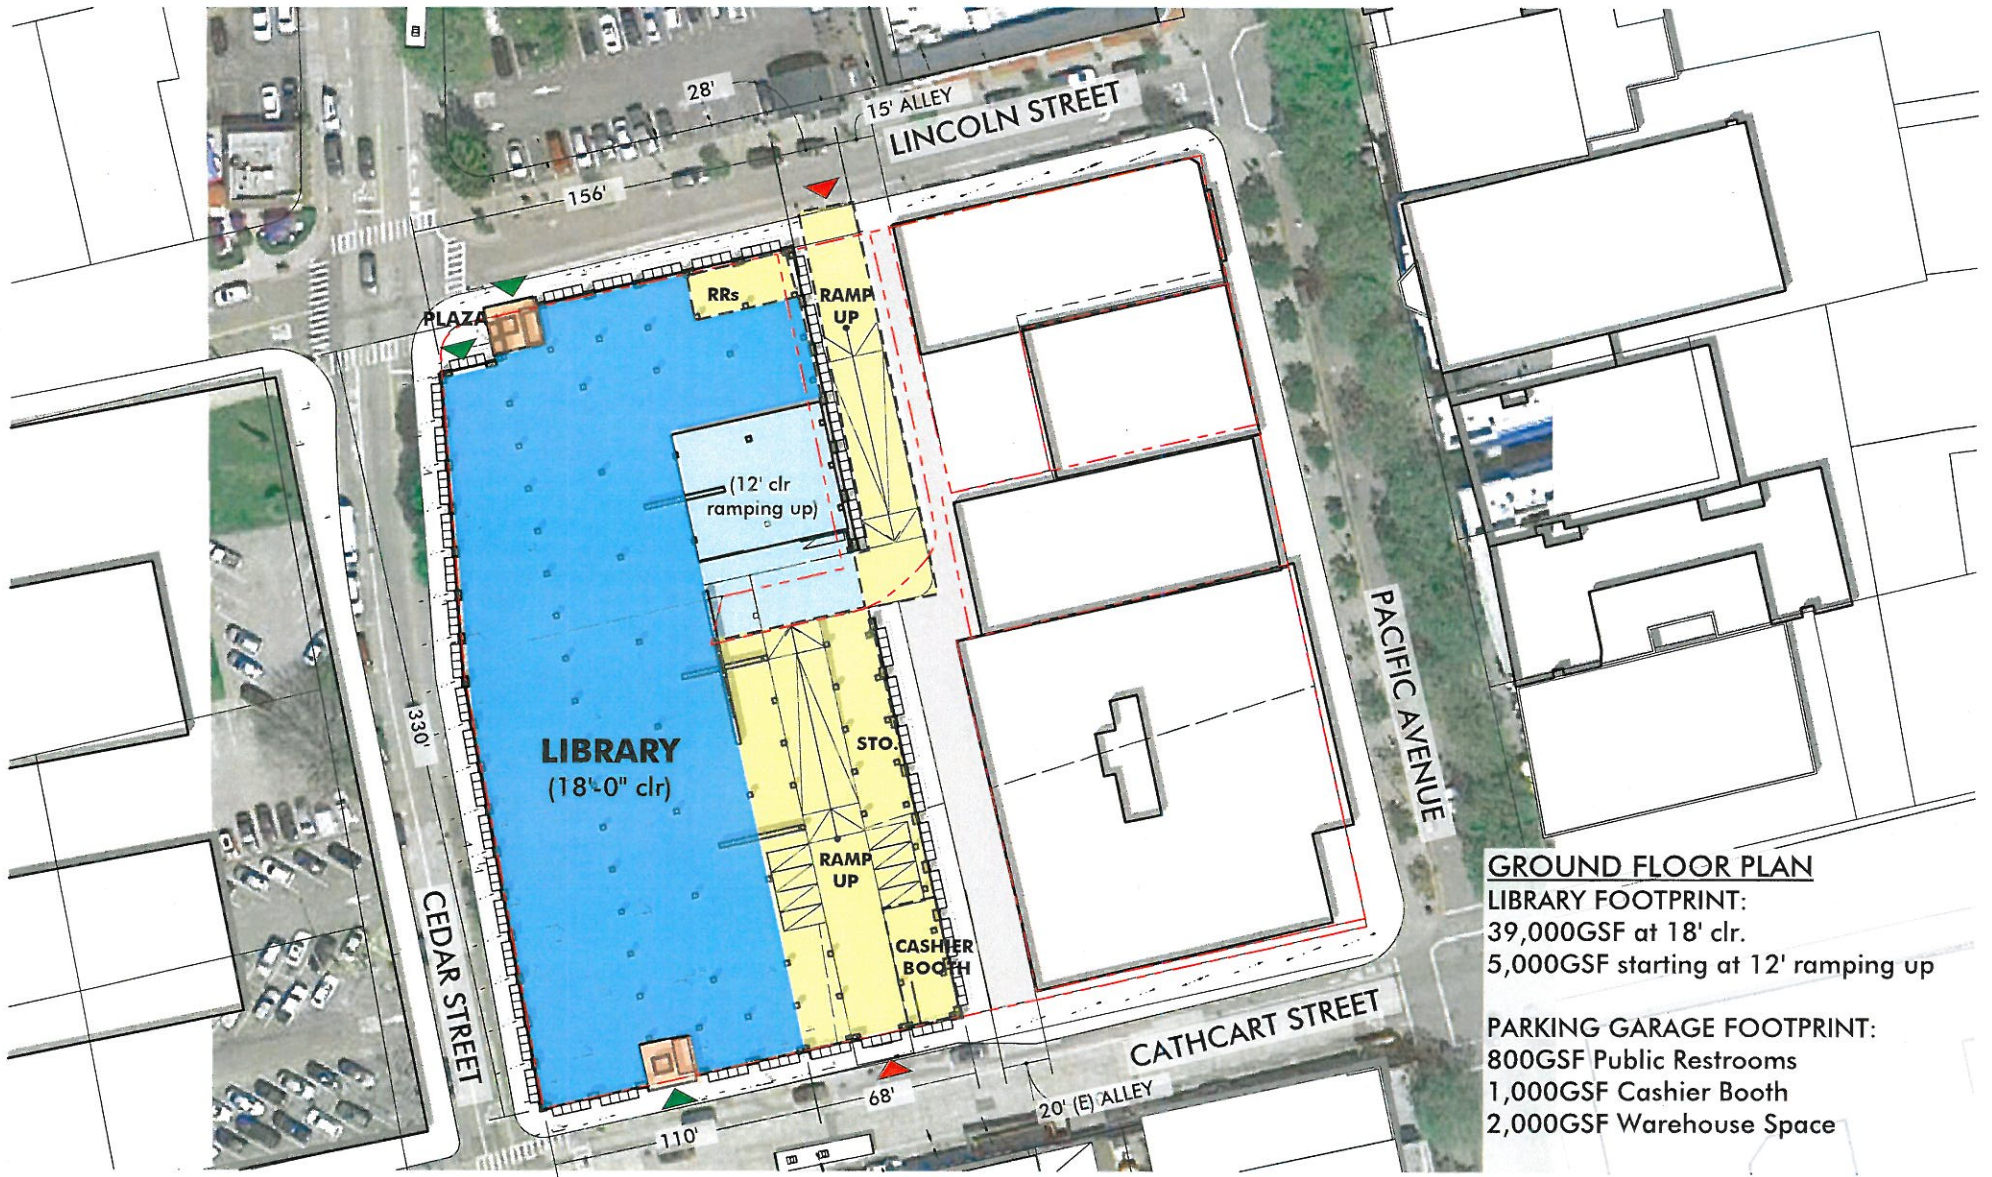 28'
15' ALLEY
LINCOLN STREET
156'
PLAZA
RRs
RAMP
UP
(12' clr
ramping up)
PACIFIC AVENUE
330'
LIBRARY
(18'-0" clr)
STO.
RAMP
UP
CEDAR STREET
CASHIER
BOOTH
CATHCART STREET
68'
20' (E) ALLEY
110'
GROUND FLOOR PLAN
LIBRARY FOOTPRINT:
39,000GSF at 18' clr.
5,000GSF starting at 12' ramping up
PARKING GARAGE FOOTPRINT:
800GSF Public Restrooms
1,000GSF Cashier Booth
2,000GSF Warehouse Space